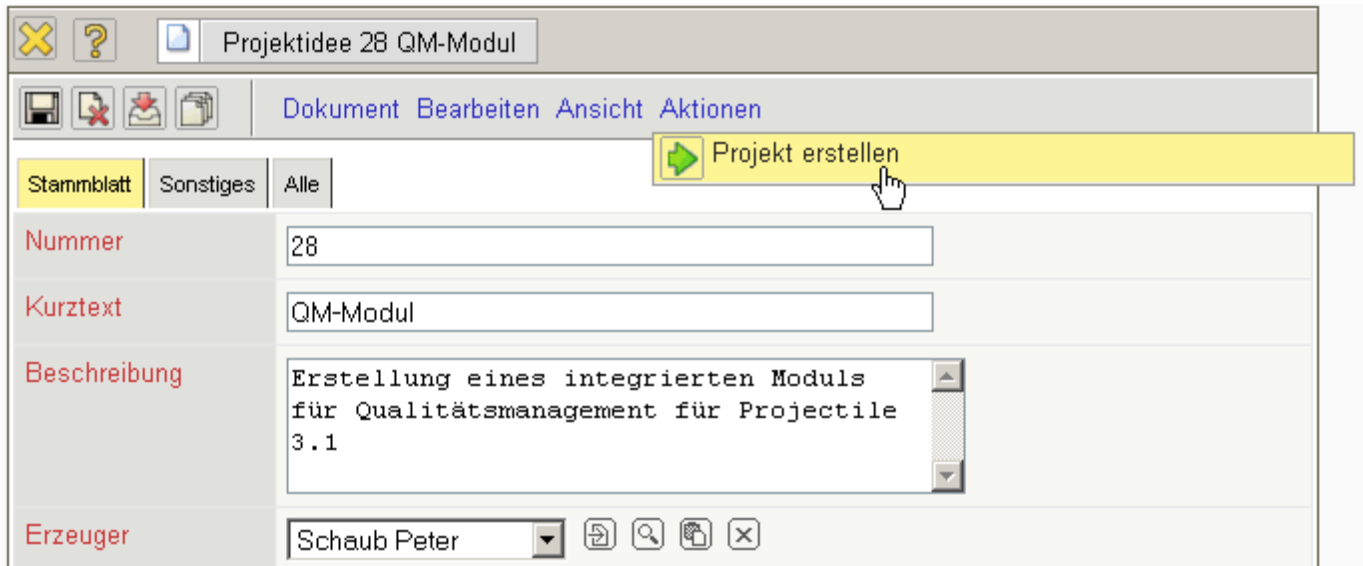 Projektidee 28 QM-Modul
Dokument Bearbeiten Ansicht Aktionen
Projekt erstellen
Stammblatt Sonstiges Alle
Nummer 28
Kurztext QM-Modul
Beschreibung Erstellung eines integrierten Moduls
für Qualitätsmanagement für Projectile
3.1
Erzeuger Schaub Peter